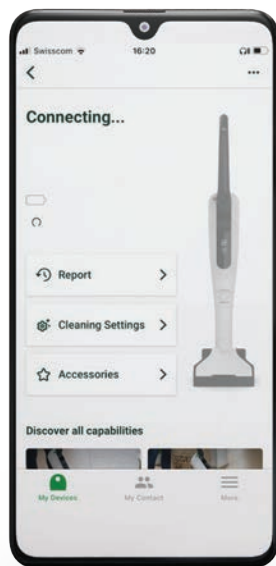 Swisscom 16:20
Connecting...
Report
Cleaning Settings
Accessories
Discover all capabilities
My Devices My Contact More